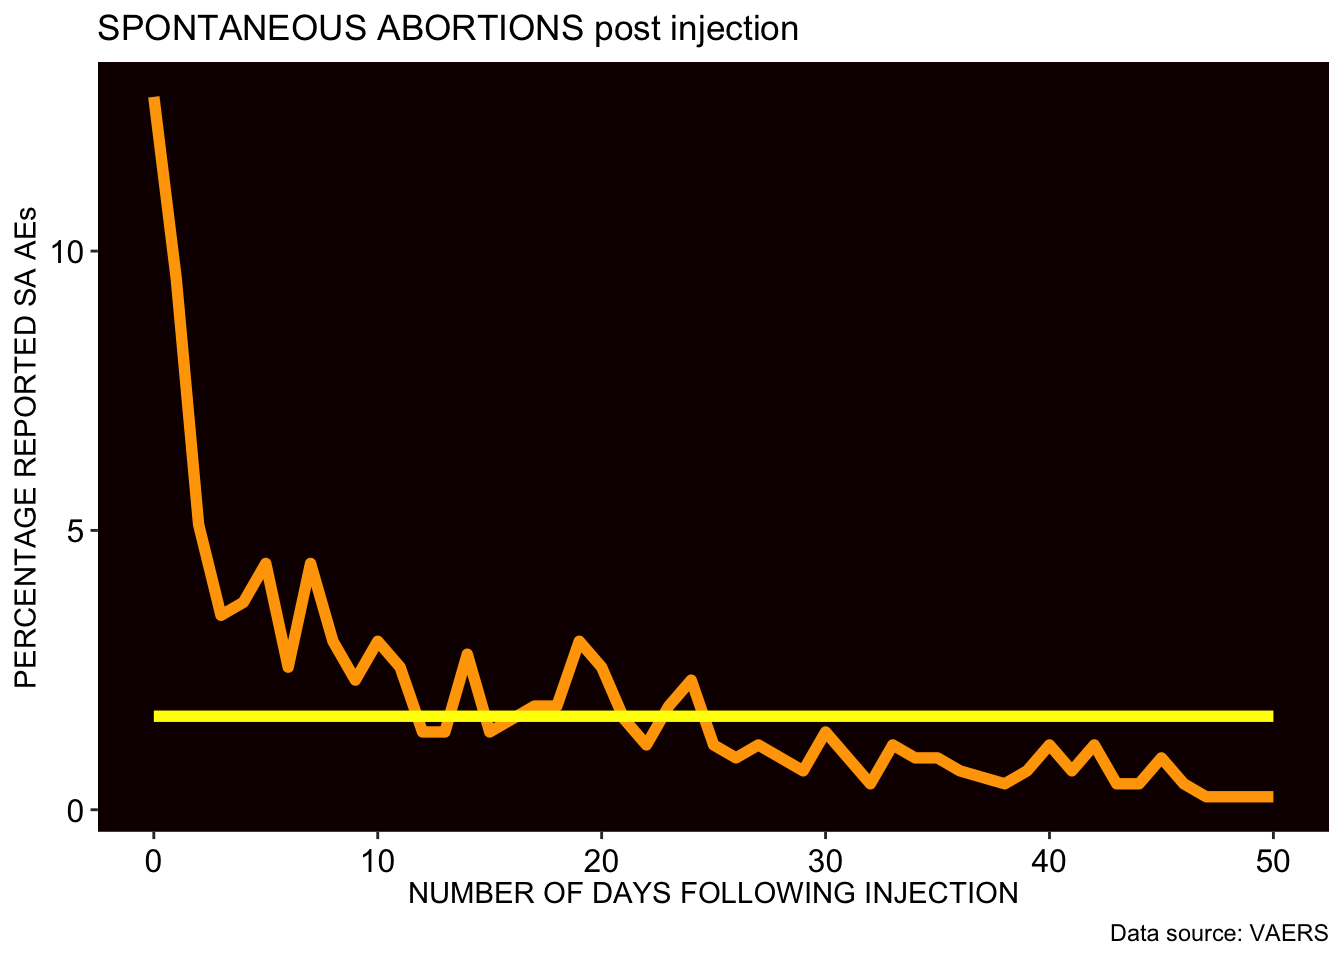 SPONTANEOUS ABORTIONS post injection
PERCENTAGE REPORTED SA AEs
10
5
0
0 10 20 30 40 50
NUMBER OF DAYS FOLLOWING INJECTION
Data source: VAERS